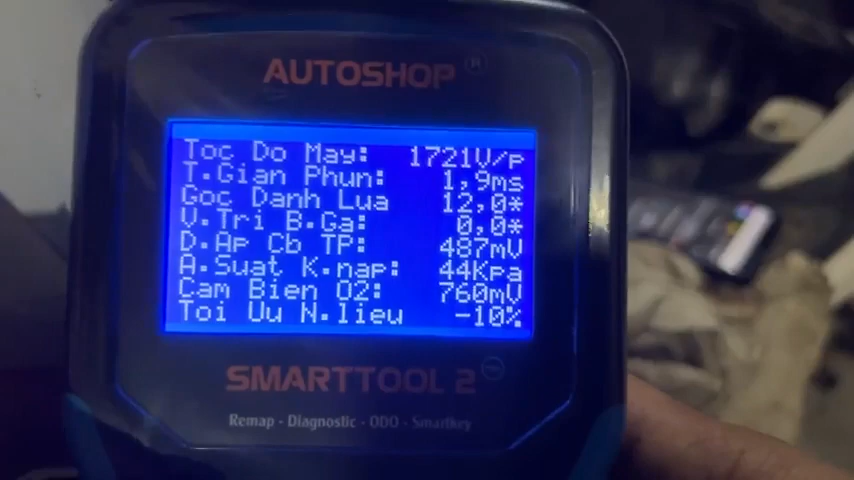 AUTOSHOP
Toc Do May: 1721V/p
T.Gian Phun: 1,9ms
Goc Danh Lua 12,0*
V.Tri B.Ga: 0,0*
D.Ap Cb TP: 487mV
A.Suat K.nap: 44Kpa
Cam Bien O2: 760mV
Toi Uu N.lieu -10%
SMARTTOOL 2
Remap - Diagnostic - ODO - Smartkey